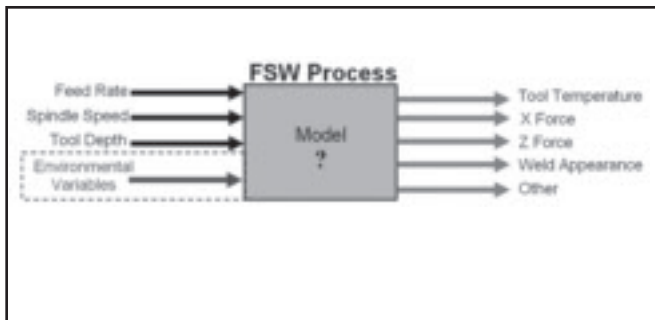 FSW Process
Feed Rate
Spindle Speed
Tool Depth
Environmental
Variables
Model
?
Tool Temperature
X Force
Z Force
Weld Appearance
Other